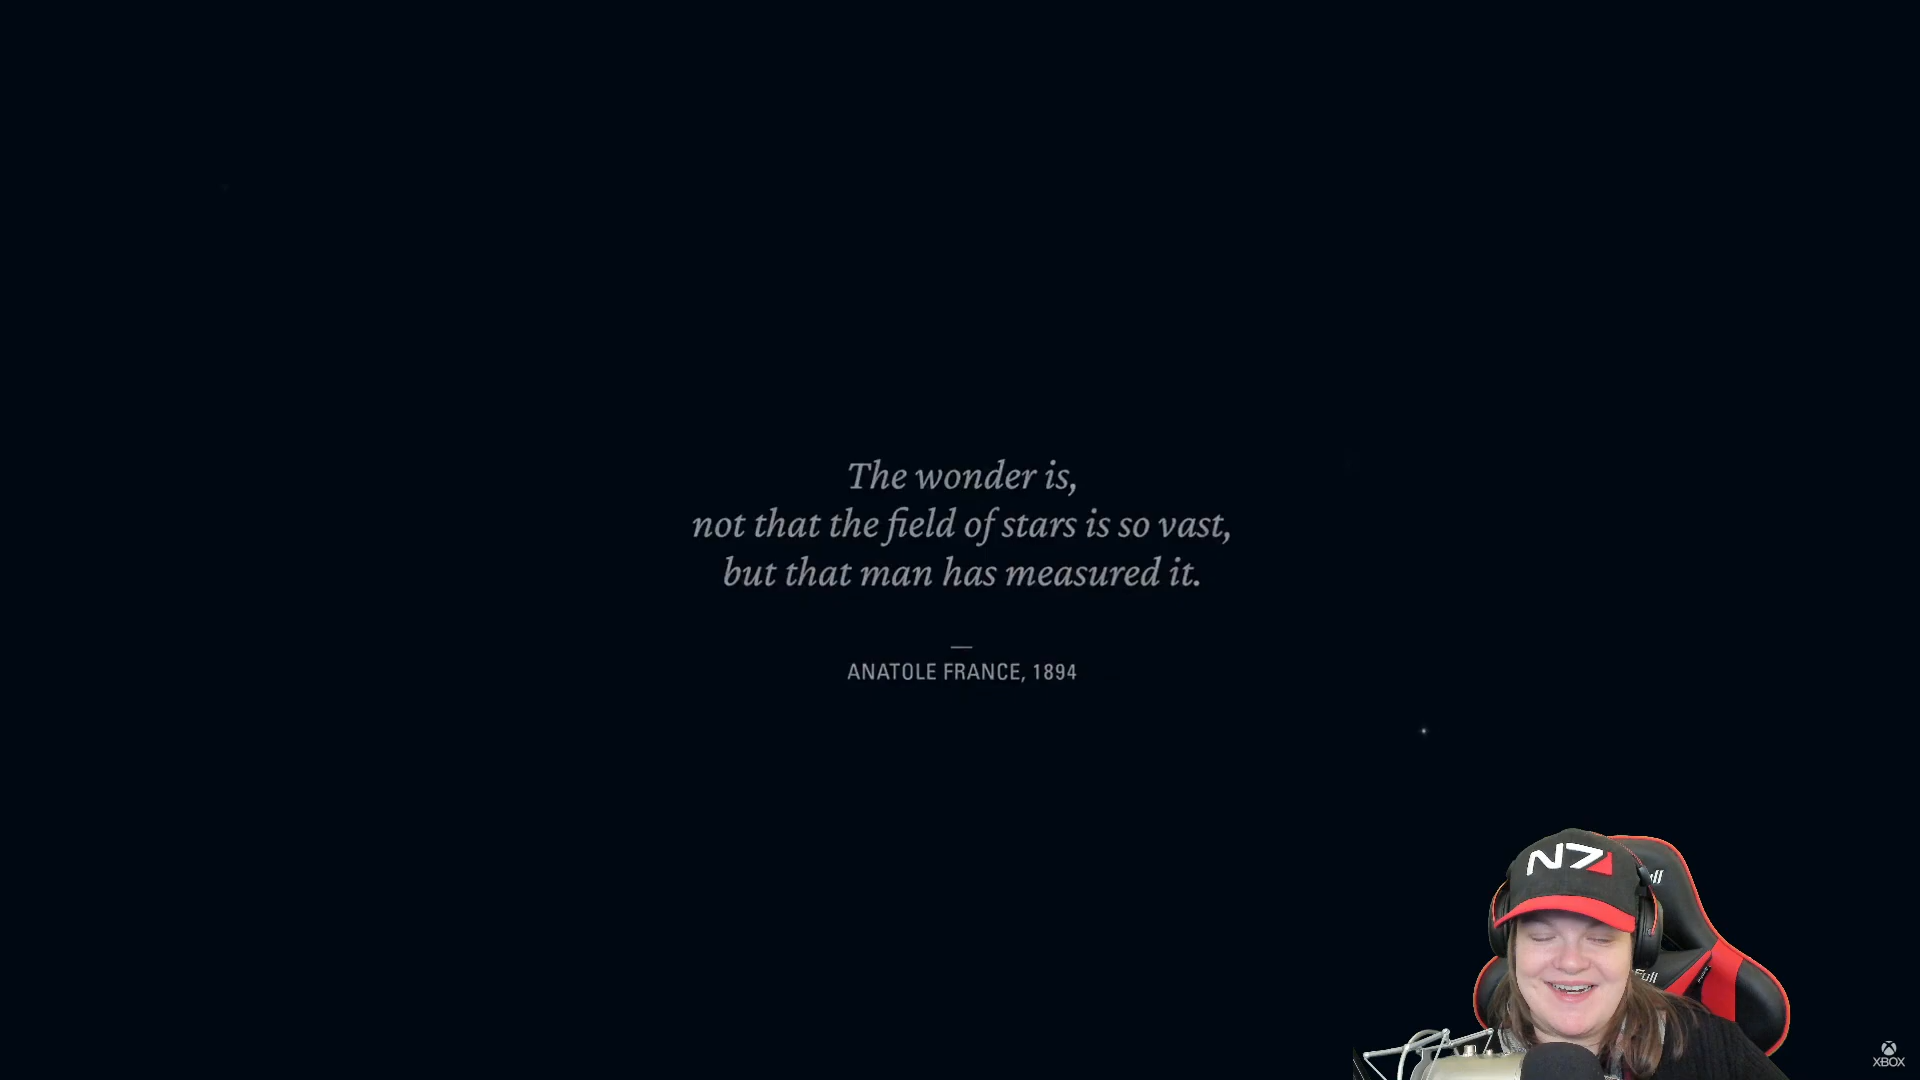 The wonder is,
not that the field of stars is so vast,
but that man has measured it.
—
ANATOLE FRANCE, 1894
N7
Full
XBOX